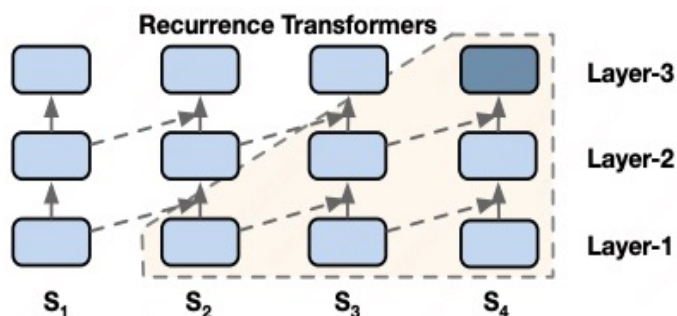 Recurrence Transformers
Layer-3
Layer-2
Layer-1
S₁ S₂ S₃ S₄